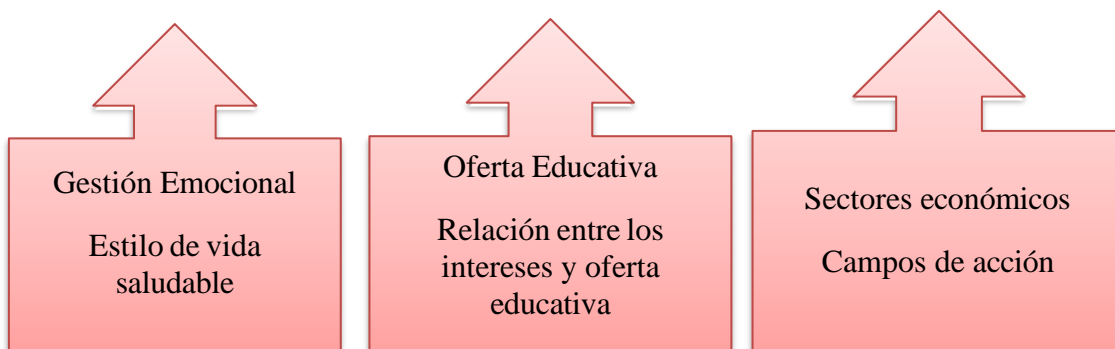 Gestión Emocional
Estilo de vida
saludable
Oferta Educativa
Relación entre los
intereses y oferta
educativa
Sectores económicos
Campos de acción